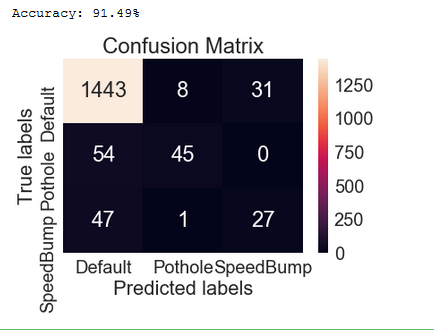 Accuracy: 91.49%
Confusion Matrix
1443 8 31
54 45 0
47 1 27
True labels
Default
Pothole
SpeedBump
Default Pothole SpeedBump
Predicted labels
1250
1000
750
500
250
0